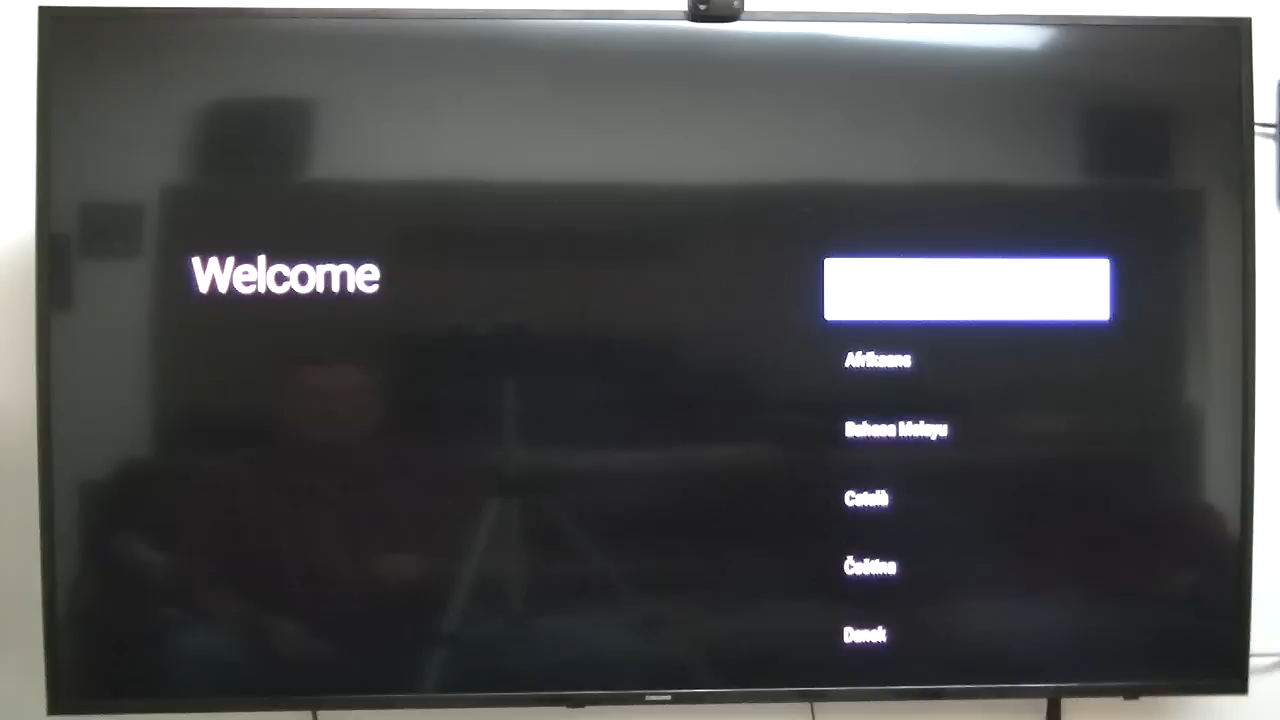 Welcome
Afrikaans
Bahasa Melayu
Català
Čeština
Dansk